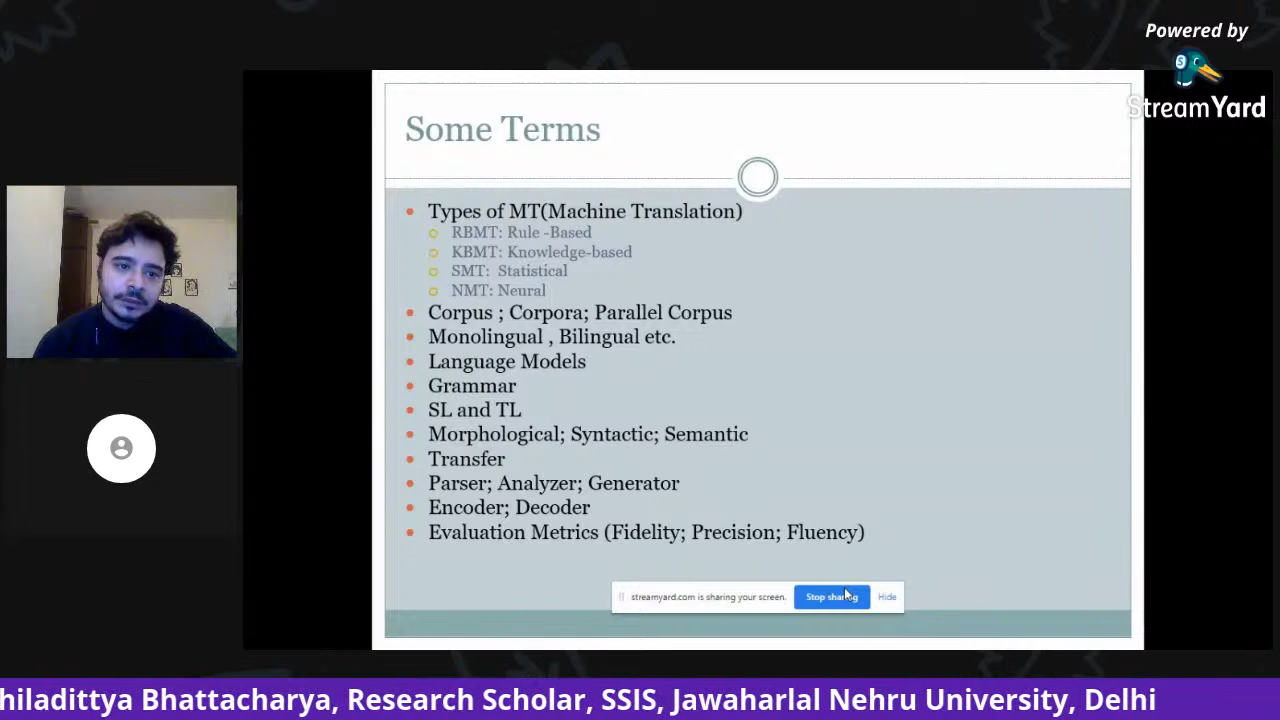 Powered by
StreamYard
Some Terms
Types of MT(Machine Translation)
RBMT: Rule -Based
KBMT: Knowledge-based
SMT: Statistical
NMT: Neural
Corpus ; Corpora; Parallel Corpus
Monolingual , Bilingual etc.
Language Models
Grammar
SL and TL
Morphological; Syntactic; Semantic
Transfer
Parser; Analyzer; Generator
Encoder; Decoder
Evaluation Metrics (Fidelity; Precision; Fluency)
streamyard.com is sharing your screen. Stop sharing Hide
hiladittya Bhattacharya, Research Scholar, SSIS, Jawaharlal Nehru University, Delhi